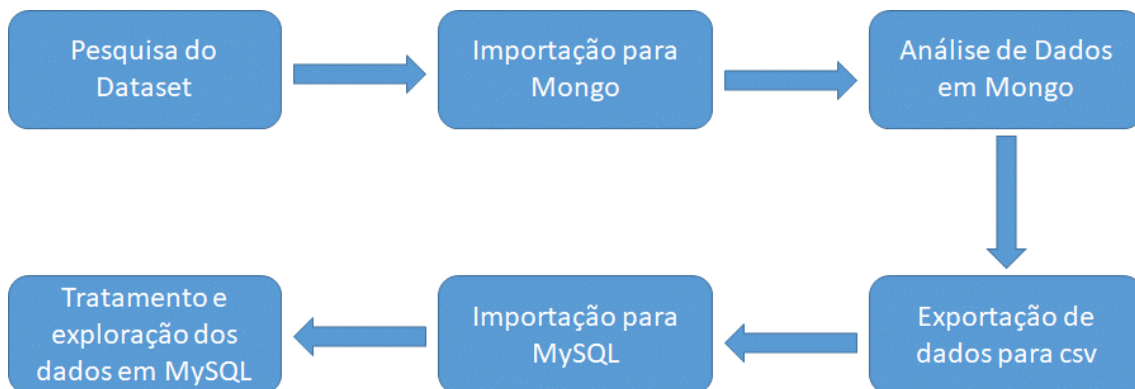 Pesquisa do
Dataset
Importação para
Mongo
Análise de Dados
em Mongo
Exportação de
dados para csv
Importação para
MySQL
Tratamento e
exploração dos
dados em MySQL